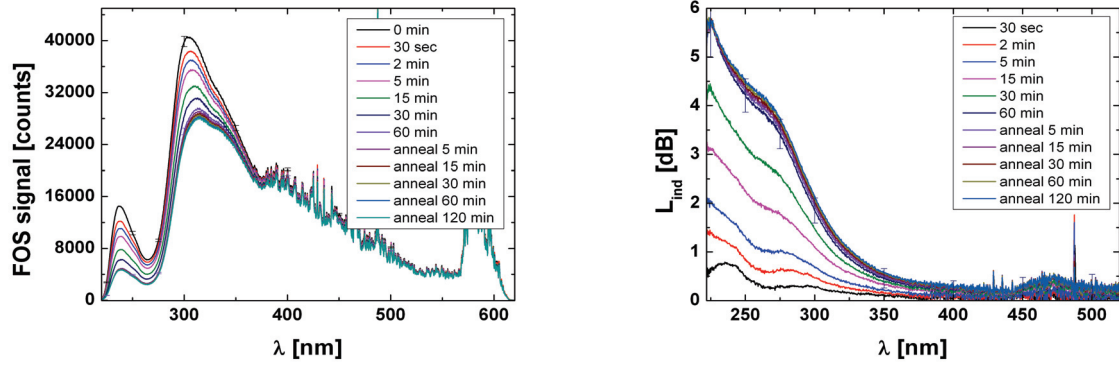 FOS signal [counts]
40000
32000
24000
16000
8000
0
200
300
400
500
600
λ [nm]
0 min
30 sec
2 min
5 min
15 min
30 min
60 min
anneal 5 min
anneal 15 min
anneal 30 min
anneal 60 min
anneal 120 min
L_ind [dB]
6
5
4
3
2
1
0
250
300
350
400
450
500
λ [nm]
30 sec
2 min
5 min
15 min
30 min
60 min
anneal 5 min
anneal 15 min
anneal 30 min
anneal 60 min
anneal 120 min